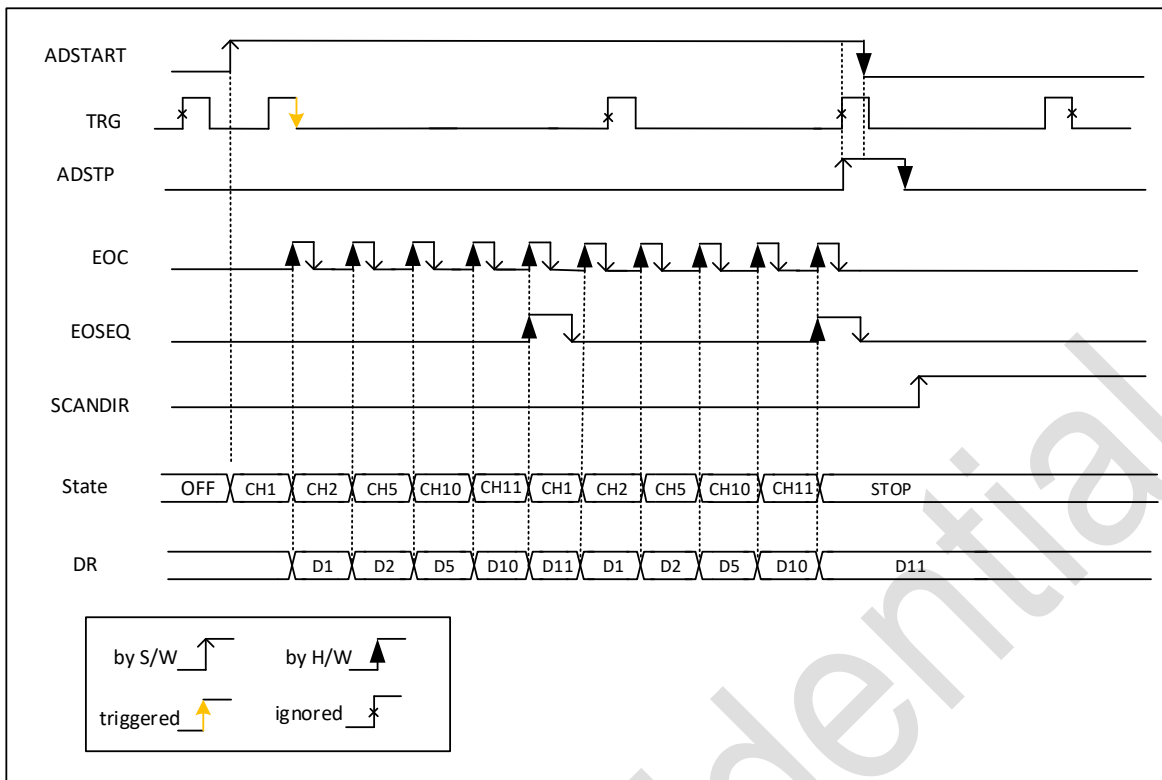 ADSTART
TRG
ADSTP
EOC
EOSEQ
SCANDIR
State OFF CH1 CH2 CH5 CH10 CH11 CH1 CH2 CH5 CH10 CH11 STOP
DR D1 D2 D5 D10 D11 D1 D2 D5 D10 D11
by S/W by H/W
triggered ignored